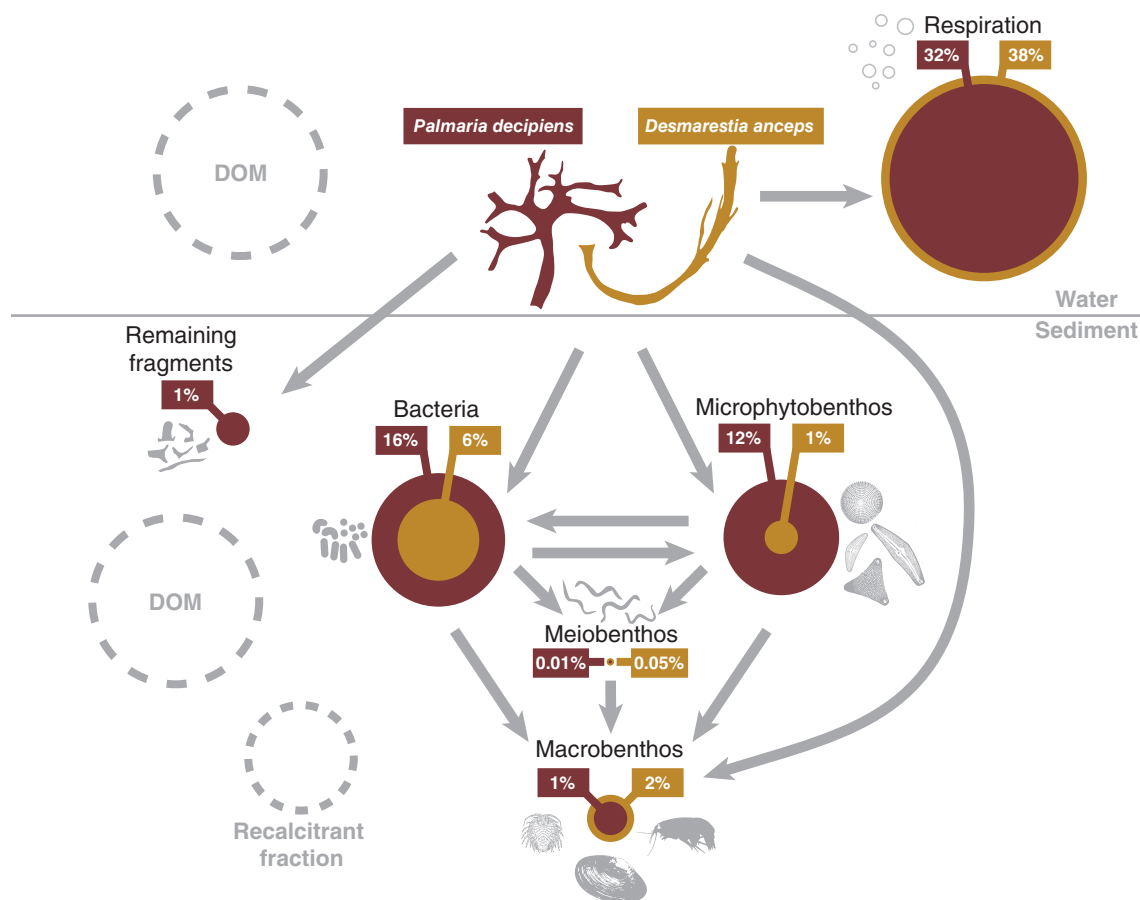 Respiration
32%
38%
Palmaria decipiens
Desmarestia anceps
DOM
Water
Sediment
Remaining
fragments
1%
Bacteria
16%
6%
Microphytobenthos
12%
1%
DOM
Meiobenthos
0.01%
0.05%
Macrobenthos
1%
2%
Recalcitrant
fraction